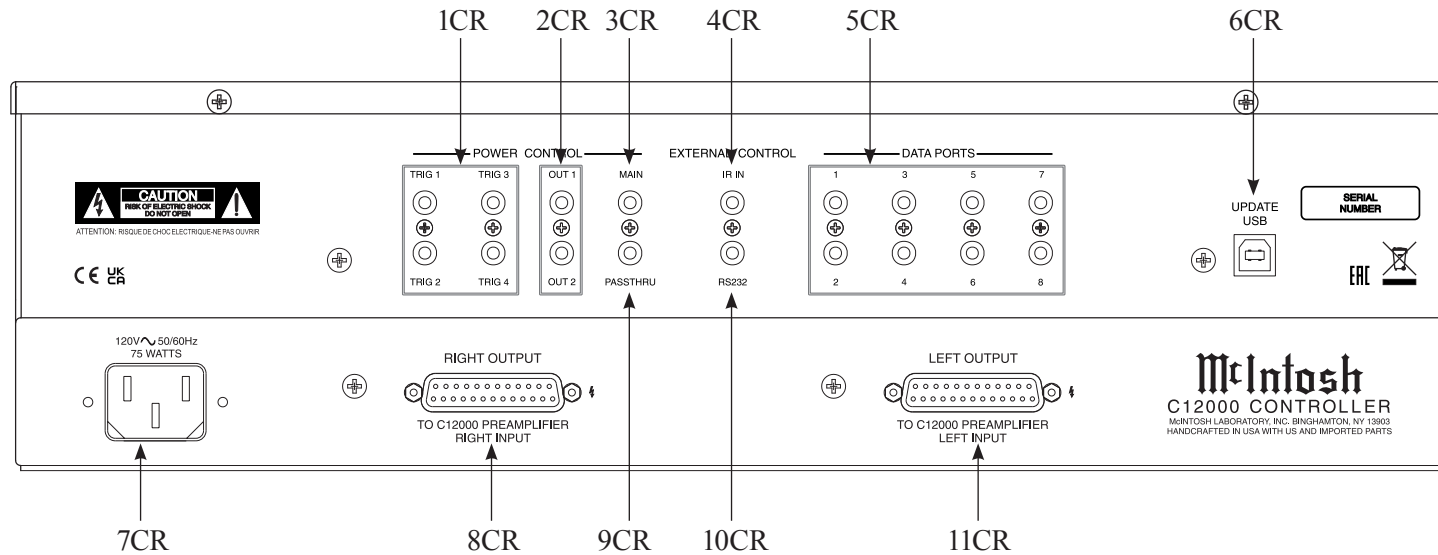 1CR 2CR 3CR 4CR 5CR 6CR
POWER CONTROL EXTERNAL CONTROL DATA PORTS
TRIG 1 TRIG 3 OUT 1 MAIN IR IN 1 3 5 7
CAUTION
RISK OF ELECTRIC SHOCK
DO NOT OPEN
ATTENTION: RISQUE DE CHOC ELECTRIQUE-NE PAS OUVRIR
UPDATE
USB
SERIAL
NUMBER
CE UK
CA
EAC
TRIG 2 TRIG 4 OUT 2 PASSTHRU RS232 2 4 6 8
120V~ 50/60Hz
75 WATTS
RIGHT OUTPUT
TO C12000 PREAMPLIFIER
RIGHT INPUT
LEFT OUTPUT
TO C12000 PREAMPLIFIER
LEFT INPUT
McIntosh
C12000 CONTROLLER
McINTOSH LABORATORY, INC. BINGHAMTON, NY 13903
HANDCRAFTED IN USA WITH US AND IMPORTED PARTS
7CR 8CR 9CR 10CR 11CR